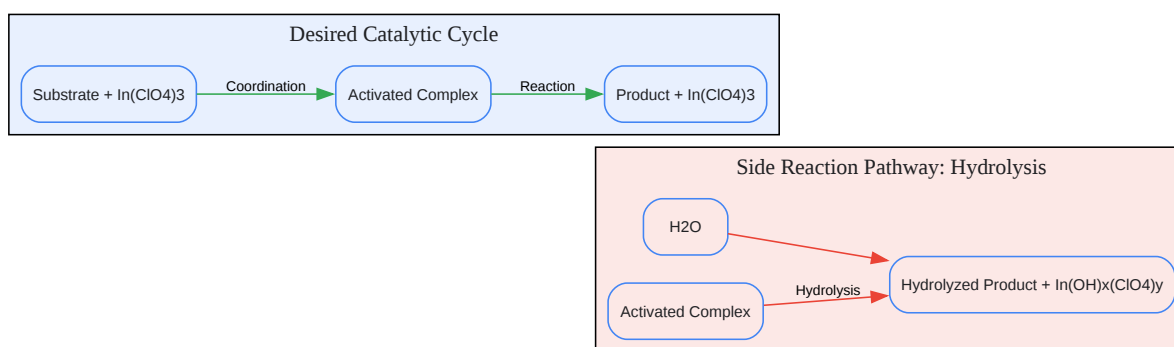 Desired Catalytic Cycle
Substrate + In(ClO4)3
Coordination
Activated Complex
Reaction
Product + In(ClO4)3
Side Reaction Pathway: Hydrolysis
H2O
Activated Complex
Hydrolysis
Hydrolyzed Product + In(OH)x(ClO4)y